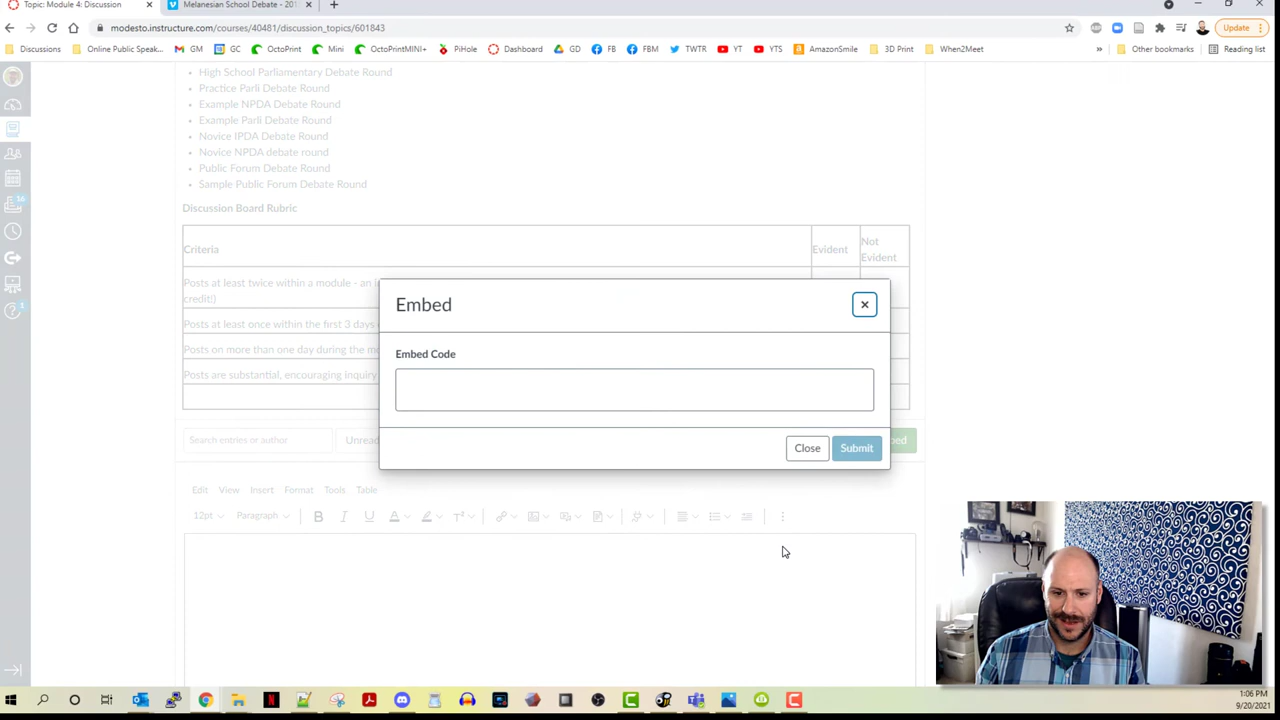 Topic: Module 4: Discussion
Melanesian School Debate - 201
modesto.instructure.com/courses/40481/discussion_topics/601843
Update
Discussions
Online Public Speak...
GM
GC
OctoPrint
Mini
OctoPrintMINI+
PiHole
Dashboard
GD
FB
FBM
TWTR
YT
YTS
AmazonSmile
3D Print
When2Meet
»
Other bookmarks
Reading list
High School Parliamentary Debate Round
Practice Parli Debate Round
Example NPDA Debate Round
Example Parli Debate Round
Novice IPDA Debate Round
Novice NPDA debate round
Public Forum Debate Round
Sample Public Forum Debate Round
Discussion Board Rubric
Criteria
Evident
Not
Evident
Posts at least twice within a module - an i
credit!)
Posts at least once within the first 3 days
Posts on more than one day during the m
Posts are substantial, encouraging inquiry
Embed
Embed Code
Close
Submit
Search entries or author
Unread
Edit View Insert Format Tools Table
12pt
Paragraph
B I U A T²
1:06 PM
9/20/2021